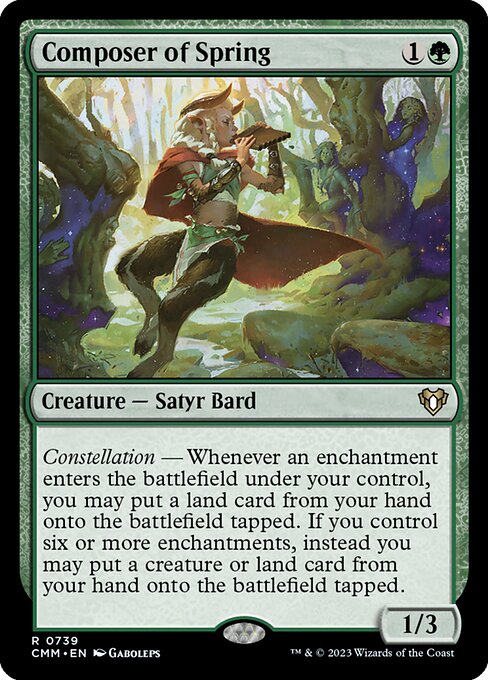 Composer of Spring 1
Creature — Satyr Bard
Constellation — Whenever an enchantment
enters the battlefield under your control,
you may put a land card from your hand
onto the battlefield tapped. If you control
six or more enchantments, instead you
may put a creature or land card from
your hand onto the battlefield tapped.
1/3
R 0739
CMM • EN Gaboleps
™ & © 2023 Wizards of the Coast